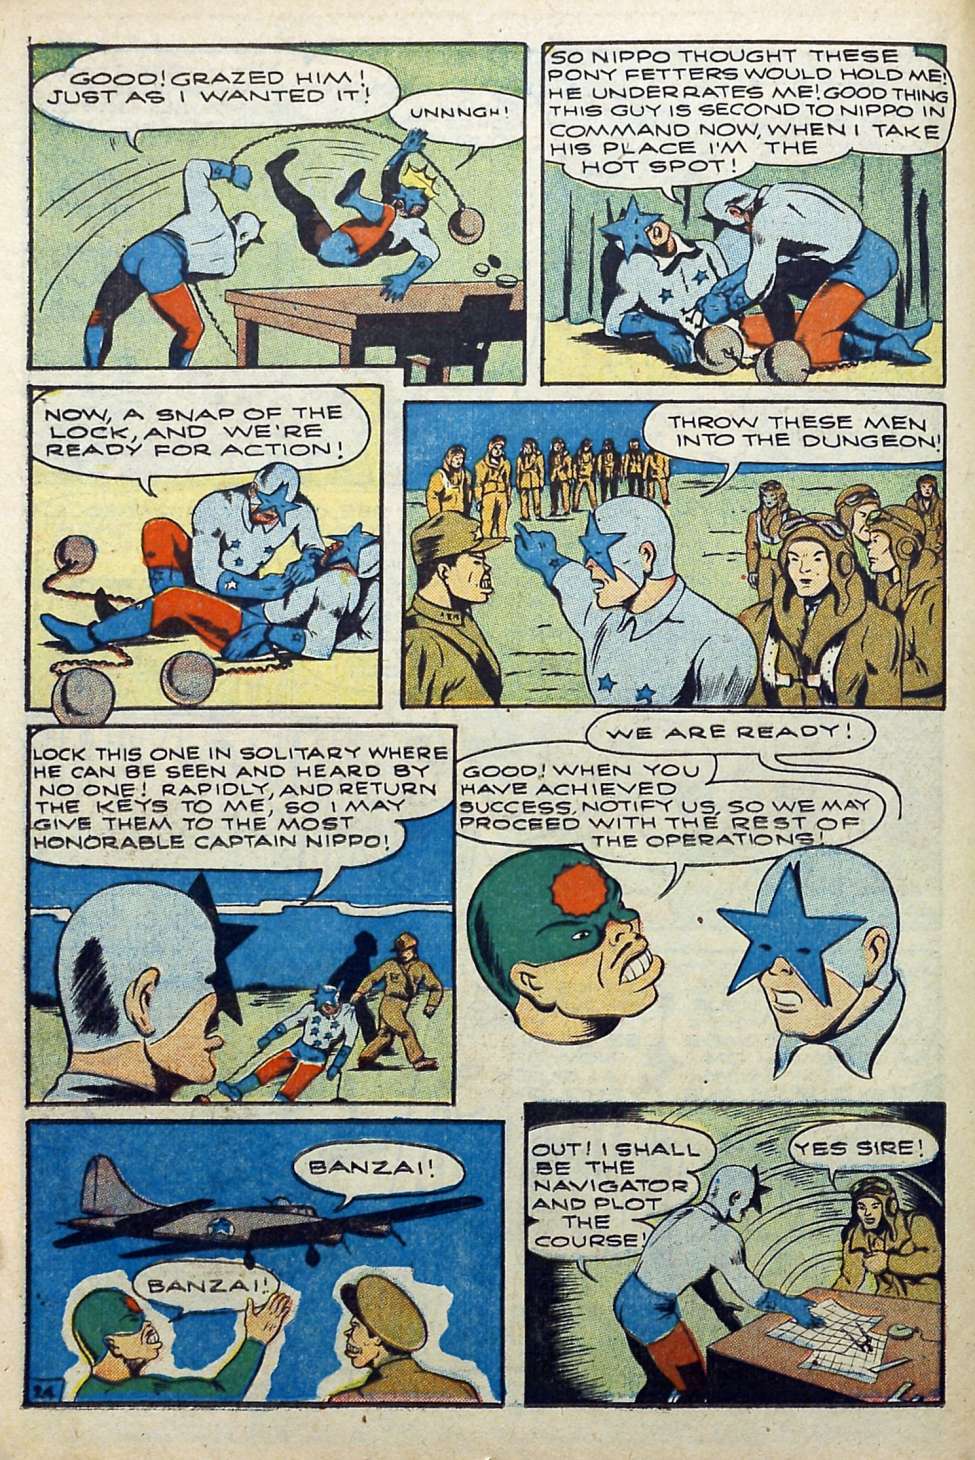 GOOD! GRAZED HIM!
JUST AS I WANTED IT!
UNNNGH!
SO NIPPO THOUGHT THESE
PONY FETTERS WOULD HOLD ME!
HE UNDERRATES ME! GOOD THING
THIS GUY IS SECOND TO NIPPO IN
COMMAND NOW, WHEN I TAKE
HIS PLACE I'M THE
HOT SPOT!
NOW, A SNAP OF THE
LOCK, AND WE'RE
READY FOR ACTION!
THROW THESE MEN
INTO THE DUNGEON!
LOCK THIS ONE IN SOLITARY WHERE
HE CAN BE SEEN AND HEARD BY
NO ONE! RAPIDLY, AND RETURN
THE KEYS TO ME, SO I MAY
GIVE THEM TO THE MOST
HONORABLE CAPTAIN NIPPO!
WE ARE READY!
GOOD! WHEN YOU
HAVE ACHIEVED
SUCCESS, NOTIFY US, SO WE MAY
PROCEED WITH THE REST OF
THE OPERATIONS!
BANZAI!
BANZAI!
24
OUT! I SHALL
BE THE
NAVIGATOR
AND PLOT
THE
COURSE!
YES SIRE!